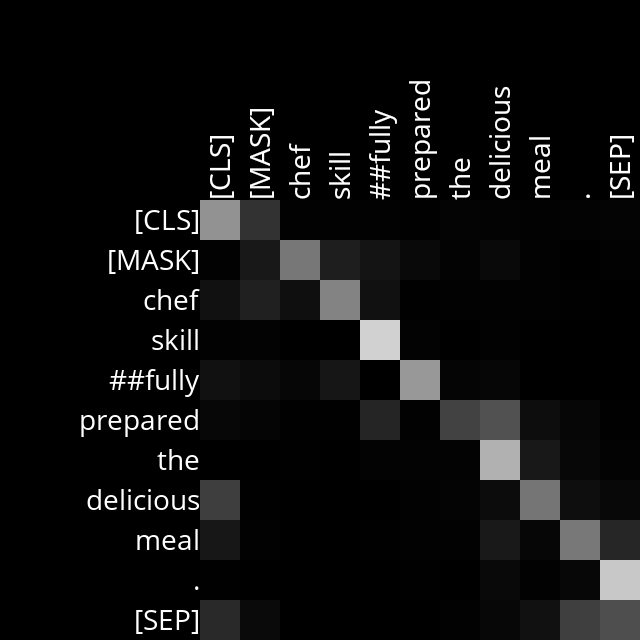 [CLS] [MASK] chef skill ##fully prepared the delicious meal . [SEP]
[CLS]
[MASK]
chef
skill
##fully
prepared
the
delicious
meal
.
[SEP]